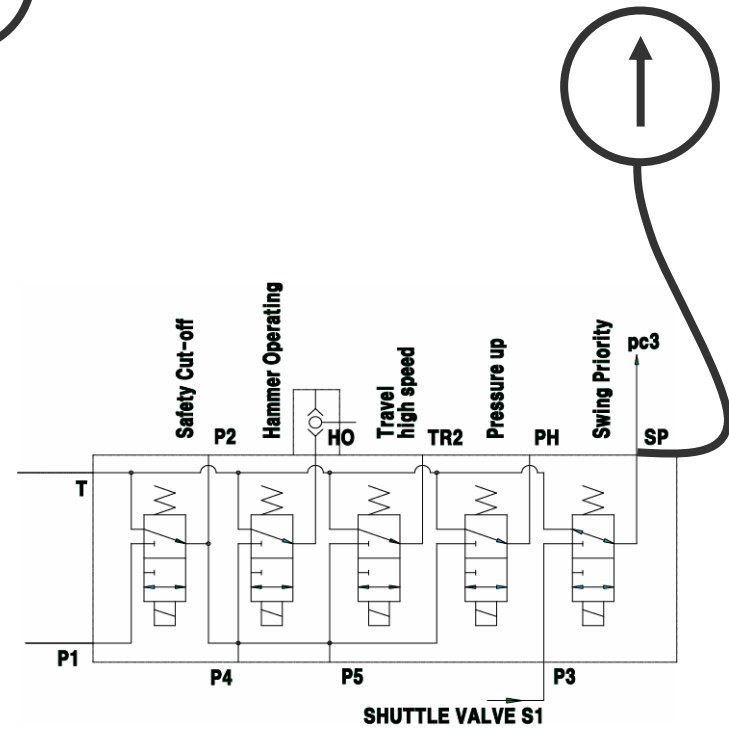 Safety Cut-off
P2
Hammer Operating
HO
Travel
high speed
TR2
Pressure up
PH
Swing Priority
pc3
SP
T
P1
P4
P5
P3
SHUTTLE VALVE S1